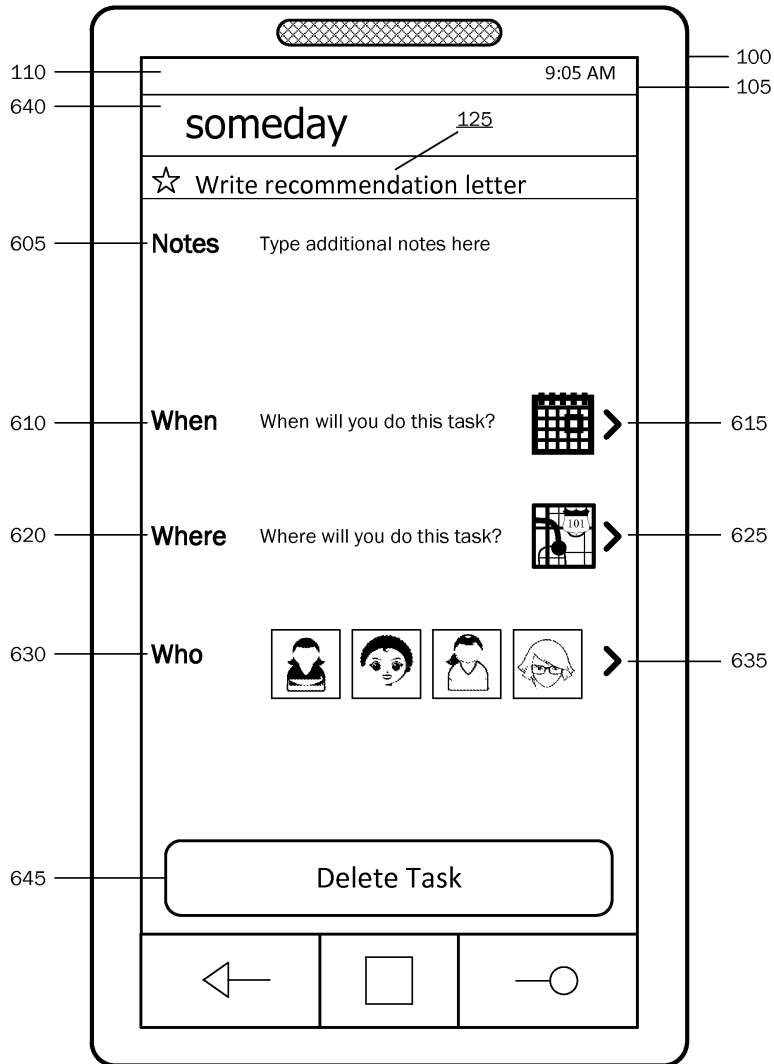 100
110 9:05 AM
105
640
someday 125
Write recommendation letter
605 Notes Type additional notes here
610 When When will you do this task? 615
620 Where Where will you do this task? 101 625
630 Who 635
645 Delete Task